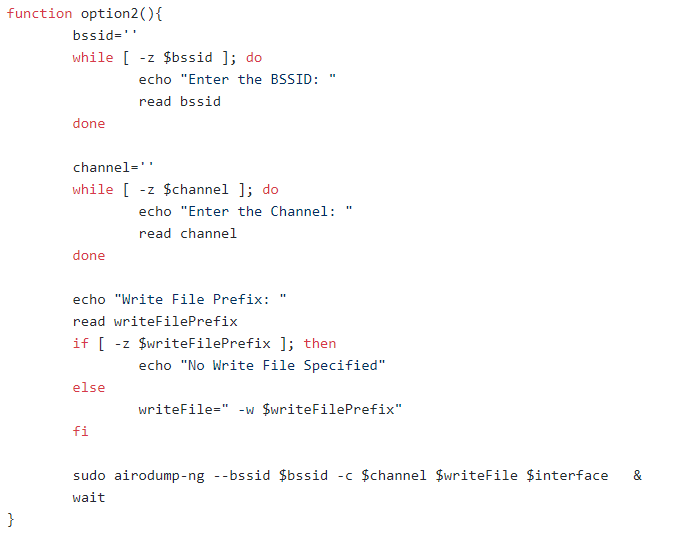 function option2(){
        bssid=''
        while [ -z $bssid ]; do
                echo "Enter the BSSID: "
                read bssid
        done

        channel=''
        while [ -z $channel ]; do
                echo "Enter the Channel: "
                read channel
        done

        echo "Write File Prefix: "
        read writeFilePrefix
        if [ -z $writeFilePrefix ]; then
                echo "No Write File Specified"
        else
                writeFile=" -w $writeFilePrefix"
        fi

        sudo airodump-ng --bssid $bssid -c $channel $writeFile $interface   &
        wait
}